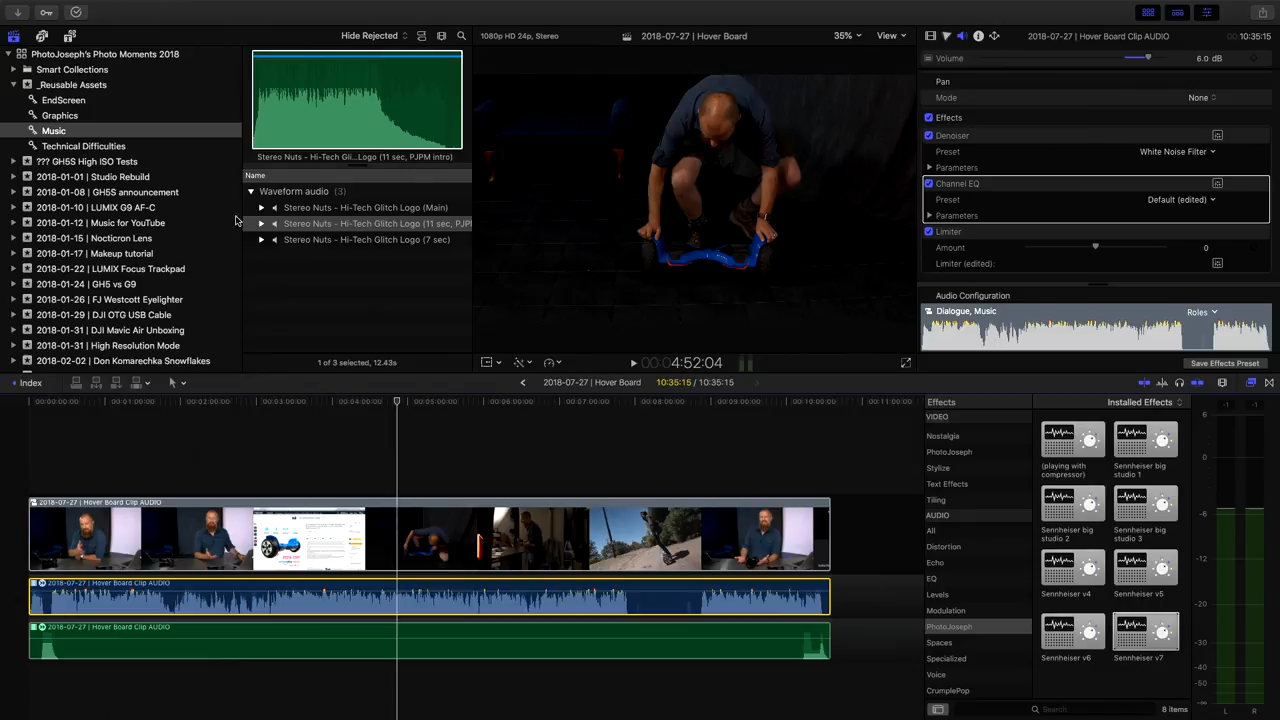 Hide Rejected
1080p HD 24p, Stereo
2018-07-27 | Hover Board
35%
View
2018-07-27 | Hover Board Clip AUDIO
10:35:15
PhotoJoseph's Photo Moments 2018
Smart Collections
_Reusable Assets
EndScreen
Graphics
Music
Technical Difficulties
??? GH5S High ISO Tests
2018-01-01 | Studio Rebuild
2018-01-08 | GH5S announcement
2018-01-10 | LUMIX G9 AF-C
2018-01-12 | Music for YouTube
2018-01-15 | Nocticron Lens
2018-01-17 | Makeup tutorial
2018-01-22 | LUMIX Focus Trackpad
2018-01-24 | GH5 vs G9
2018-01-26 | FJ Westcott Eyelighter
2018-01-29 | DJI OTG USB Cable
2018-01-31 | DJI Mavic Air Unboxing
2018-01-31 | High Resolution Mode
2018-02-02 | Don Komarechka Snowflakes
Stereo Nuts - Hi-Tech Gli...Logo (11 sec, PJPM intro)
Name
Waveform audio (3)
Stereo Nuts - Hi-Tech Glitch Logo (Main)
Stereo Nuts - Hi-Tech Glitch Logo (11 sec, PJP
Stereo Nuts - Hi-Tech Glitch Logo (7 sec)
1 of 3 selected, 12.43s
00:00:04:52:04
Volume
6.0 dB
Pan
Mode
None
Effects
Denoiser
Preset
White Noise Filter
Parameters
Channel EQ
Preset
Default (edited)
Parameters
Limiter
Amount
0
Limiter (edited):
Audio Configuration
Dialogue, Music
Roles
Save Effects Preset
Index
2018-07-27 | Hover Board
10:35:15 / 10:35:15
00:00:00:00
00:01:00:00
00:02:00:00
00:03:00:00
00:04:00:00
00:05:00:00
00:06:00:00
00:07:00:00
00:08:00:00
00:09:00:00
00:10:00:00
00:11:00:00
2018-07-27 | Hover Board Clip AUDIO
2018-07-27 | Hover Board Clip AUDIO
2018-07-27 | Hover Board Clip AUDIO
Effects
Installed Effects
VIDEO
Nostalgia
PhotoJoseph
Stylize
Text Effects
Tiling
AUDIO
All
Distortion
Echo
EQ
Levels
Modulation
PhotoJoseph
Spaces
Specialized
Voice
CrumplePop
(playing with compressor)
Sennheiser big studio 1
Sennheiser big studio 2
Sennheiser big studio 3
Sennheiser v4
Sennheiser v5
Sennheiser v6
Sennheiser v7
Search
8 items
-1 -1
6
0
-6
-12
-20
-30
-40
-50
-∞
L R